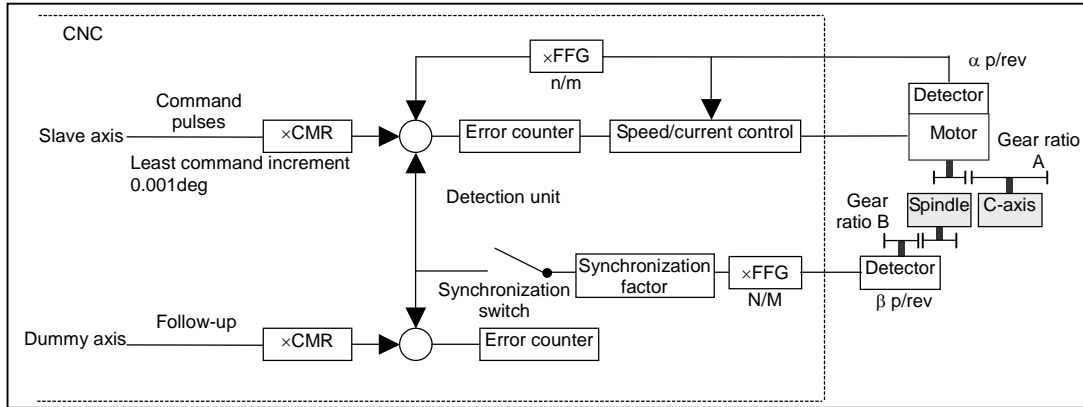 CNC
×FFG
n/m
α p/rev
Detector
Command
pulses
Slave axis
×CMR
Error counter
Speed/current control
Motor
Gear ratio
A
Least command increment
0.001deg
Detection unit
Gear
ratio B
Spindle
C-axis
Synchronization
factor
×FFG
N/M
Detector
β p/rev
Synchronization
switch
Follow-up
Dummy axis
×CMR
Error counter